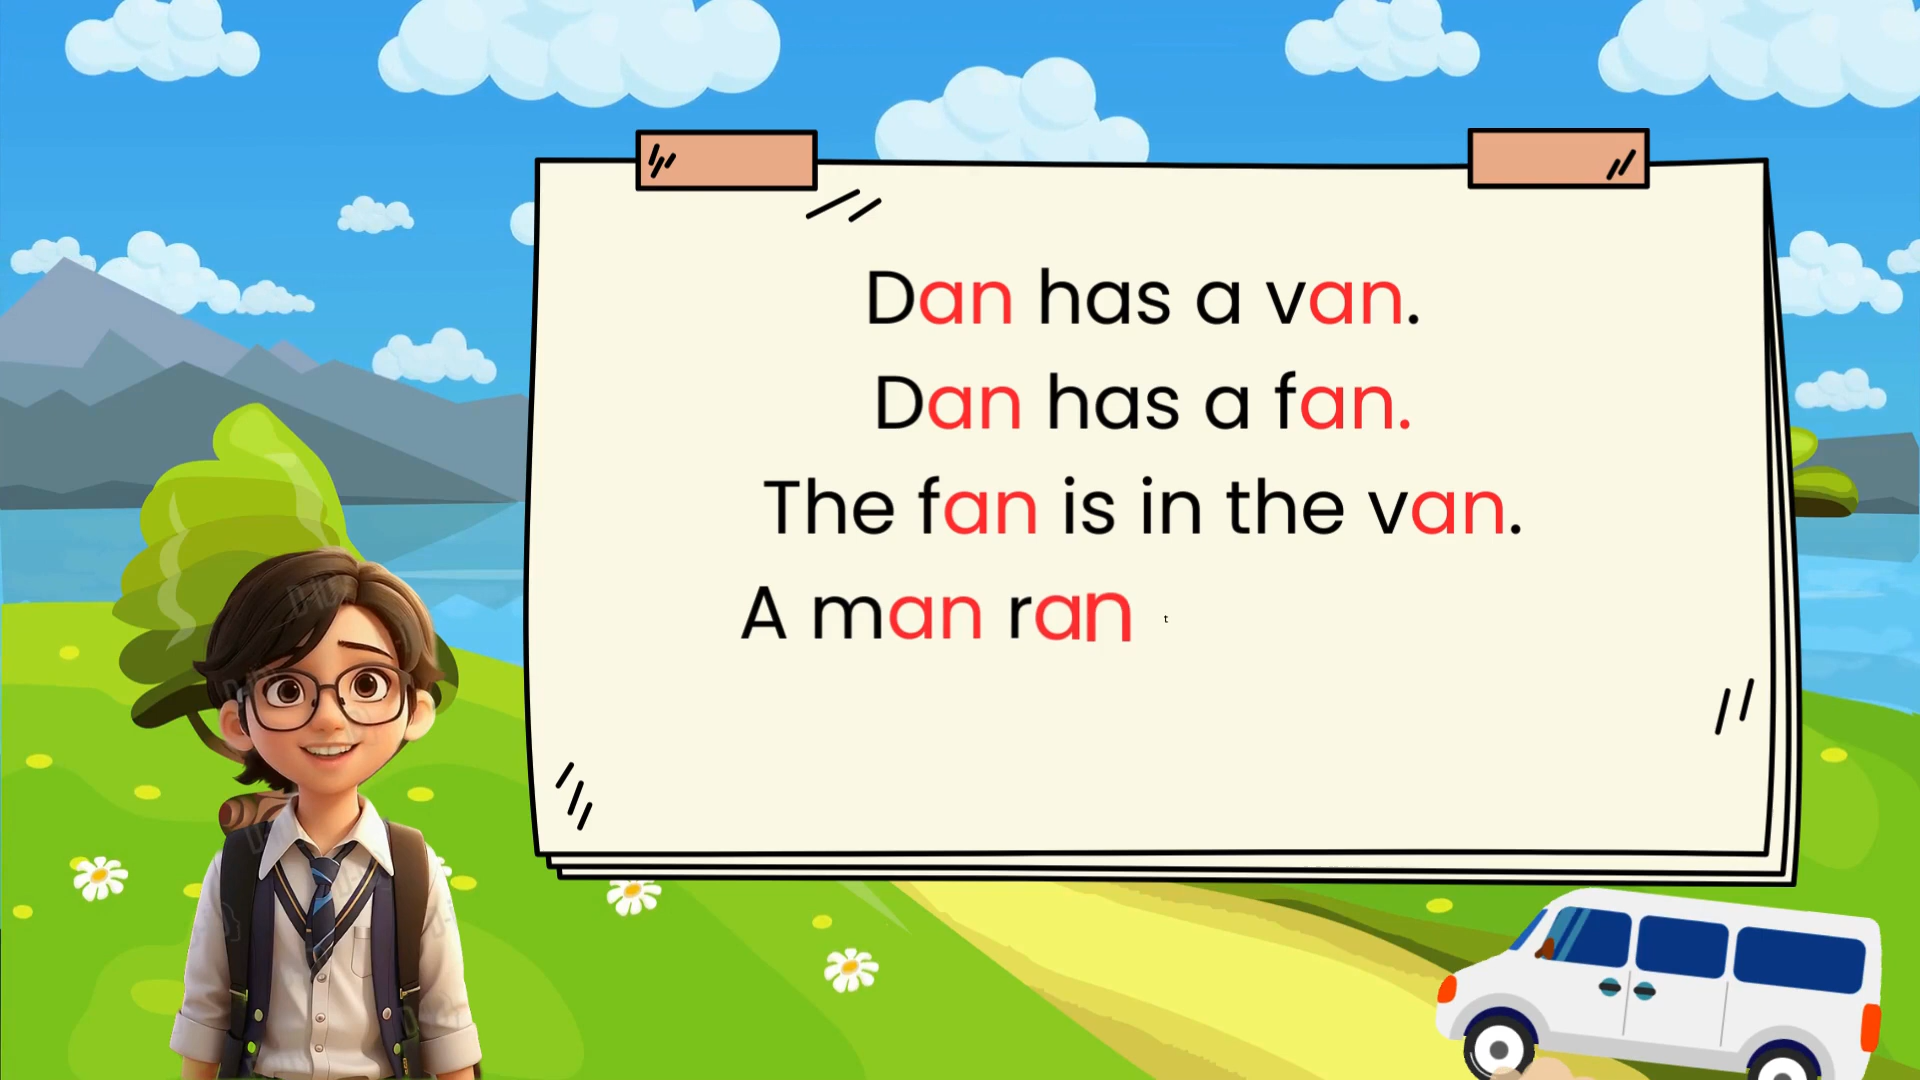 Dan has a van.
Dan has a fan.
The fan is in the van.
A man ran t